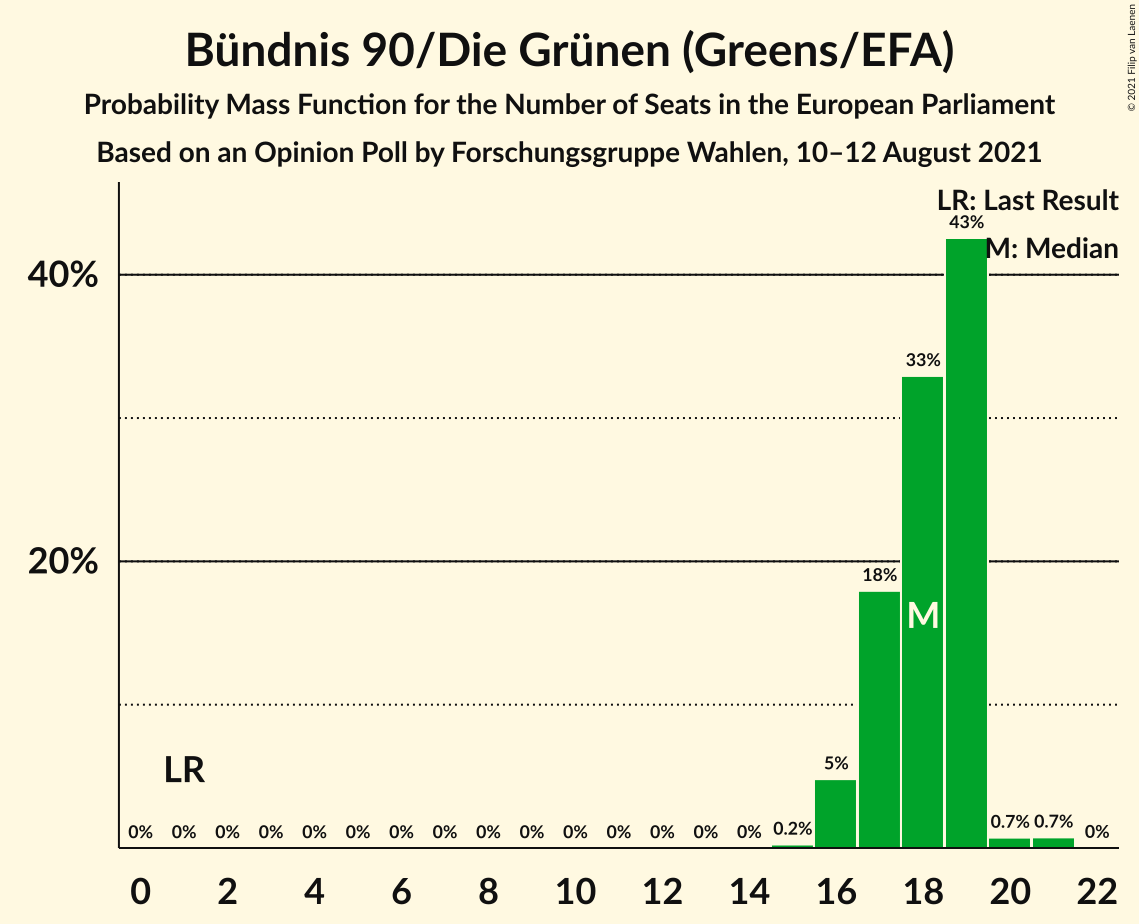 Bündnis 90/Die Grünen (Greens/EFA)
Probability Mass Function for the Number of Seats in the European Parliament
Based on an Opinion Poll by Forschungsgruppe Wahlen, 10–12 August 2021
© 2021 Filip van Laenen
LR: Last Result
43%
M: Median
40%
33%
20%
18%
M
LR
5%
0% 0% 0% 0% 0% 0% 0% 0% 0% 0% 0% 0% 0% 0% 0% 0.2% 0.7% 0.7% 0%
0 2 4 6 8 10 12 14 16 18 20 22